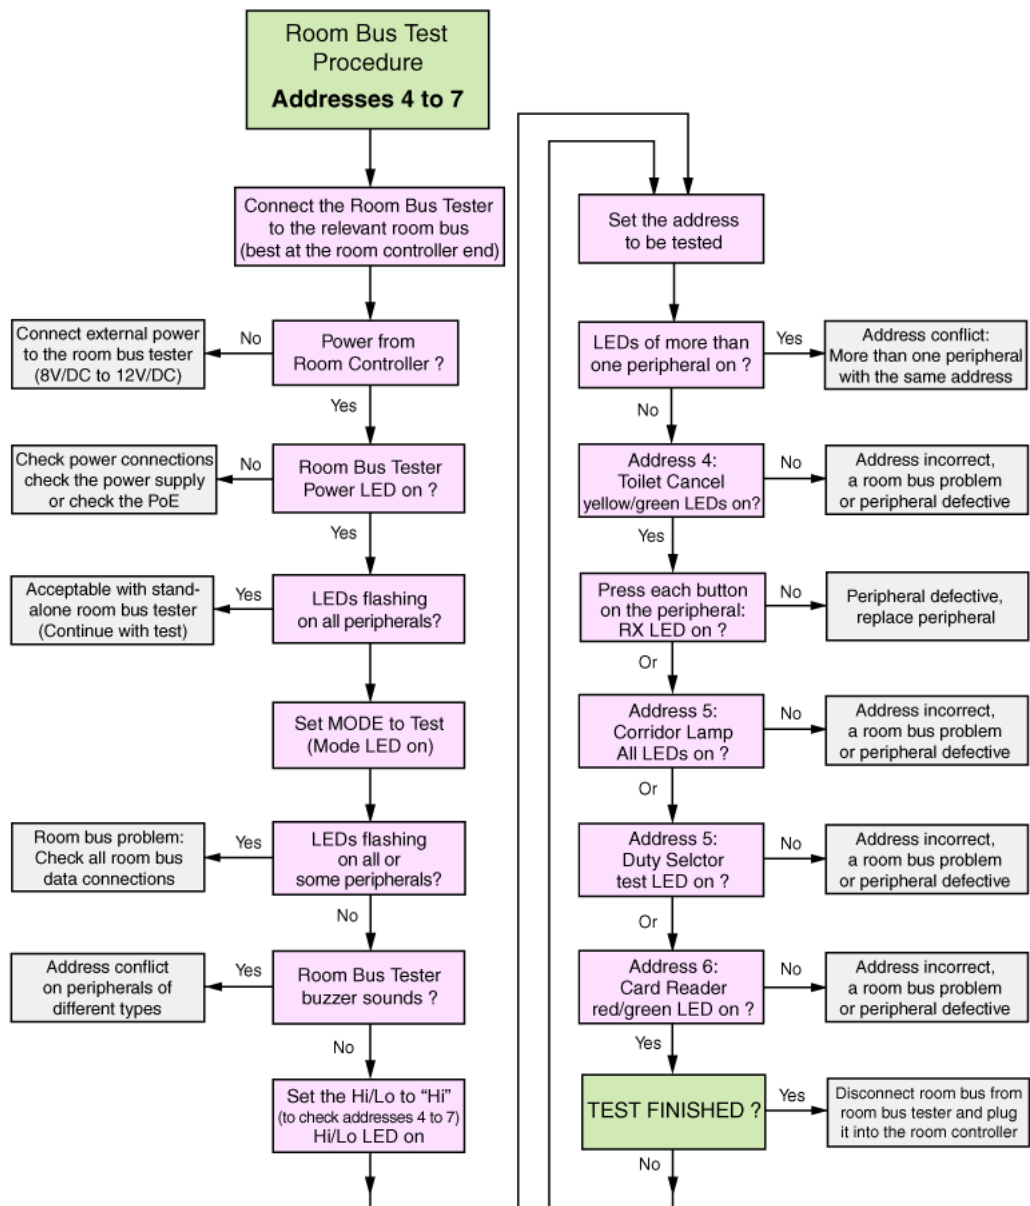 Room Bus Test
Procedure
Addresses 4 to 7
Connect the Room Bus Tester
to the relevant room bus
(best at the room controller end)
Power from
Room Controller ?
No
Connect external power
to the room bus tester
(8V/DC to 12V/DC)
Yes
Room Bus Tester
Power LED on ?
No
Check power connections
check the power supply
or check the PoE
Yes
LEDs flashing
on all peripherals?
Yes
Acceptable with stand-
alone room bus tester
(Continue with test)
Set MODE to Test
(Mode LED on)
LEDs flashing
on all or
some peripherals?
Yes
Room bus problem:
Check all room bus
data connections
No
Room Bus Tester
buzzer sounds ?
Yes
Address conflict
on peripherals of
different types
No
Set the Hi/Lo to “Hi”
(to check addresses 4 to 7)
Hi/Lo LED on
Set the address
to be tested
LEDs of more than
one peripheral on ?
Yes
Address conflict:
More than one peripheral
with the same address
No
Address 4:
Toilet Cancel
yellow/green LEDs on?
No
Address incorrect,
a room bus problem
or peripheral defective
Yes
Press each button
on the peripheral:
RX LED on ?
No
Peripheral defective,
replace peripheral
Or
Address 5:
Corridor Lamp
All LEDs on ?
No
Address incorrect,
a room bus problem
or peripheral defective
Or
Address 5:
Duty Selctor
test LED on ?
No
Address incorrect,
a room bus problem
or peripheral defective
Or
Address 6:
Card Reader
red/green LED on ?
No
Address incorrect,
a room bus problem
or peripheral defective
Yes
TEST FINISHED ?
Yes
Disconnect room bus from
room bus tester and plug
it into the room controller
No